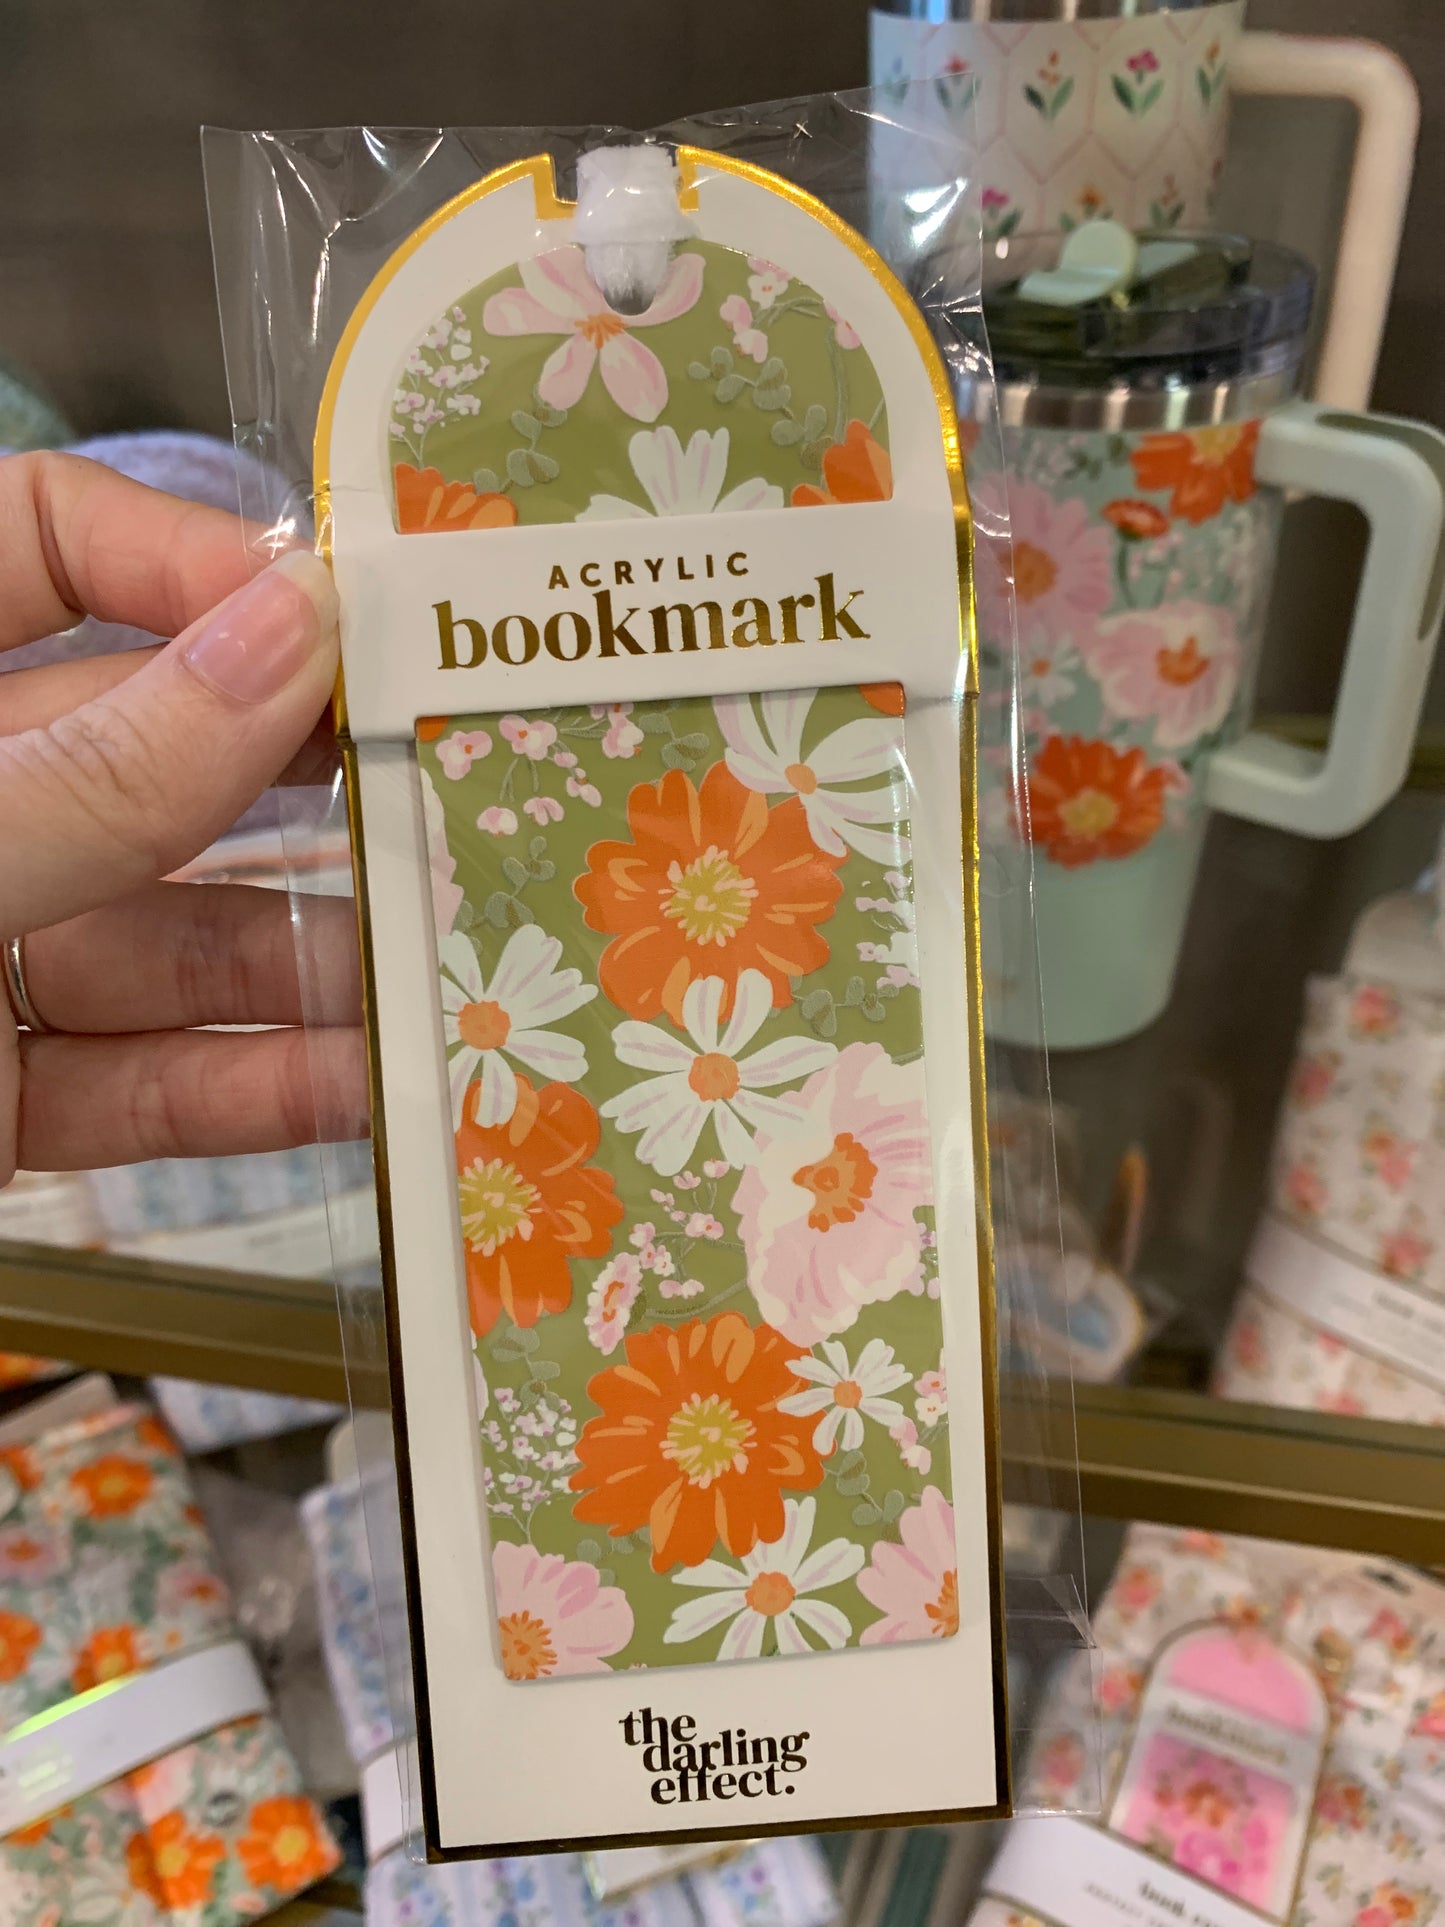 ACRYLIC
bookmark
the
darling
effect.